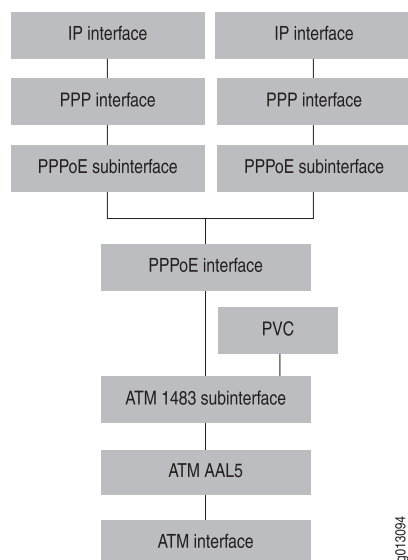 IP interface
IP interface
PPP interface
PPP interface
PPPoE subinterface
PPPoE subinterface
PPPoE interface
PVC
ATM 1483 subinterface
ATM AAL5
ATM interface
g013094